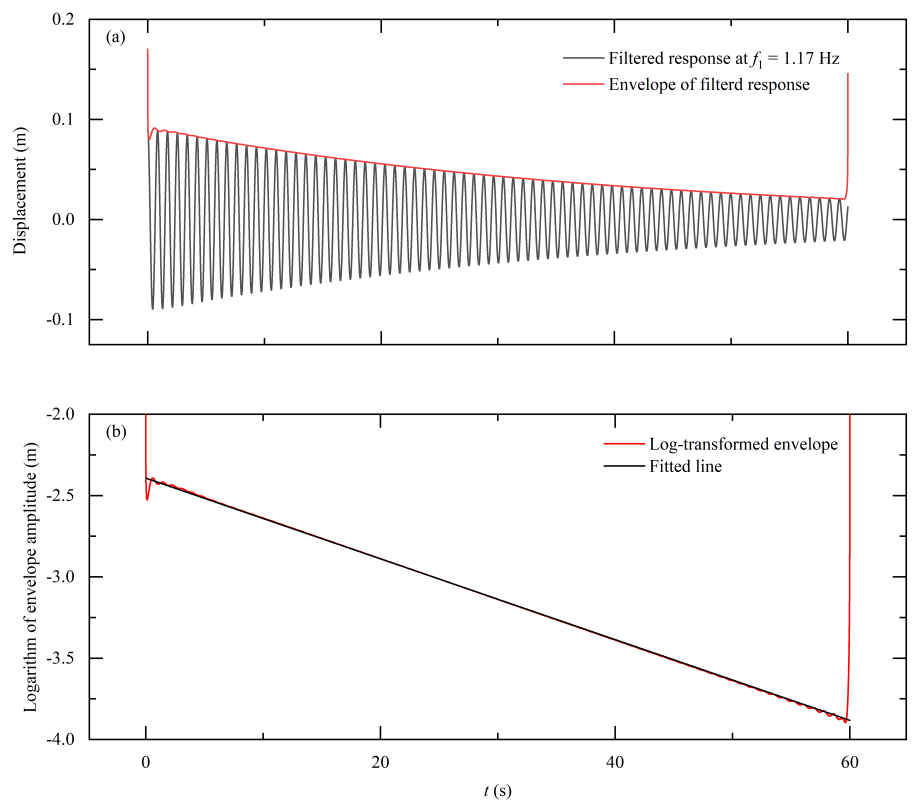 0.2
(a)
Filtered response at f1 = 1.17 Hz
Envelope of filterd response
0.1
0.0
-0.1
Displacement (m)
-2.0
(b)
Log-transformed envelope
Fitted line
-2.5
-3.0
-3.5
-4.0
Logarithm of envelope amplitude (m)
0 20 40 60
t (s)